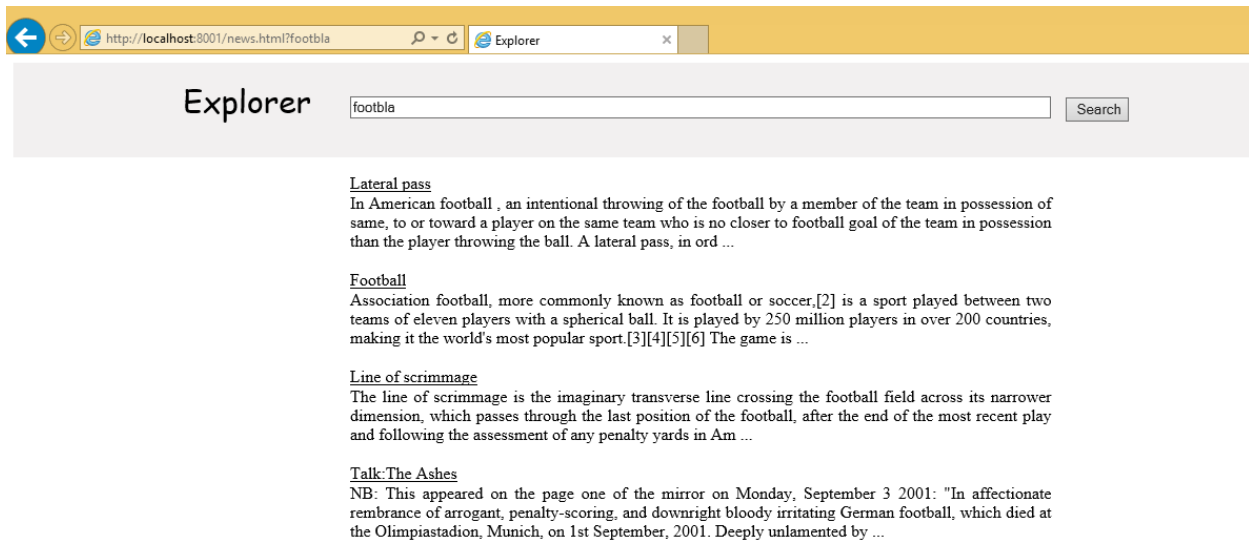 http://localhost:8001/news.html?footbla
Explorer
Explorer
footbla
Search
Lateral pass
In American football , an intentional throwing of the football by a member of the team in possession of
same, to or toward a player on the same team who is no closer to football goal of the team in possession
than the player throwing the ball. A lateral pass, in ord ...
Football
Association football, more commonly known as football or soccer,[2] is a sport played between two
teams of eleven players with a spherical ball. It is played by 250 million players in over 200 countries,
making it the world's most popular sport.[3][4][5][6] The game is ...
Line of scrimmage
The line of scrimmage is the imaginary transverse line crossing the football field across its narrower
dimension, which passes through the last position of the football, after the end of the most recent play
and following the assessment of any penalty yards in Am ...
Talk:The Ashes
NB: This appeared on the page one of the mirror on Monday, September 3 2001: "In affectionate
rembrance of arrogant, penalty-scoring, and downright bloody irritating German football, which died at
the Olimpiastadion, Munich, on 1st September, 2001. Deeply unlamented by ...